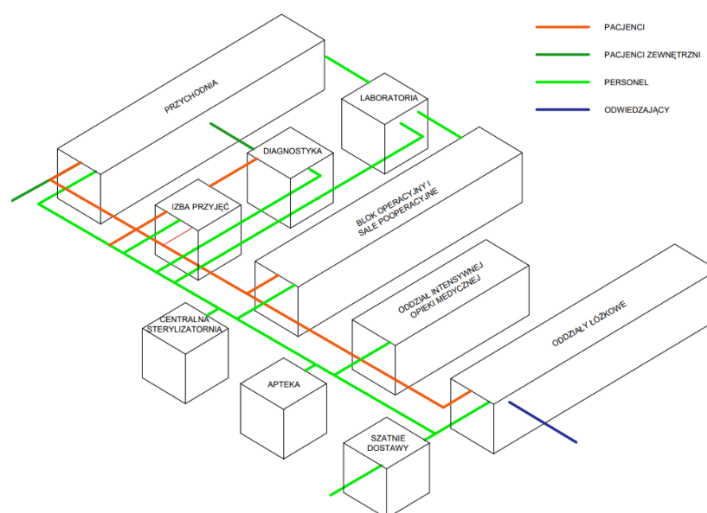 PACJENCI
PACJENCI ZEWNĘTRZNI
PERSONEL
ODWIEDZAJĄCY
PRZYCHODNIA
LABORATORIA
DIAGNOSTYKA
IZBA PRZYJĘĆ
BLOK OPERACYJNY I
SALE POOPERACYJNE
ODDZIAŁ INTENSYWNEJ
OPIEKI MEDYCZNEJ
ODDZIAŁY ŁÓŻKOWE
CENTRALNA
STERYLIZATORNIA
APTEKA
SZATNIE
DOSTAWY